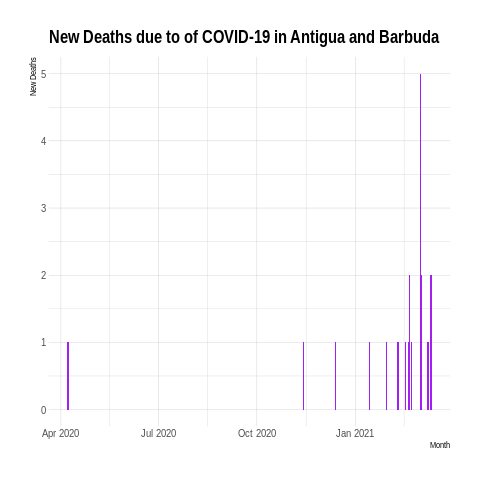 New Deaths due to of COVID-19 in Antigua and Barbuda
New Deaths
5
4
3
2
1
0
Apr 2020
Jul 2020
Oct 2020
Jan 2021
Month